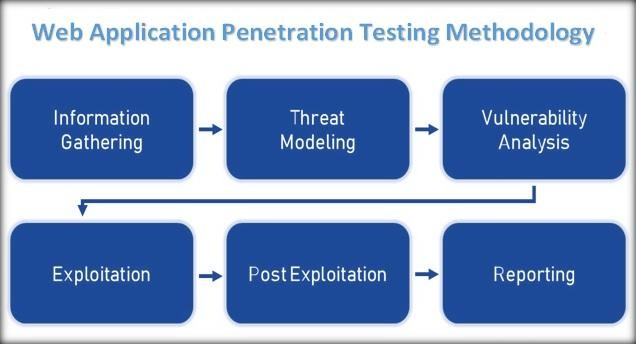 Web Application Penetration Testing Methodology
Information
Gathering
Threat
Modeling
Vulnerability
Analysis
Exploitation
Post Exploitation
Reporting